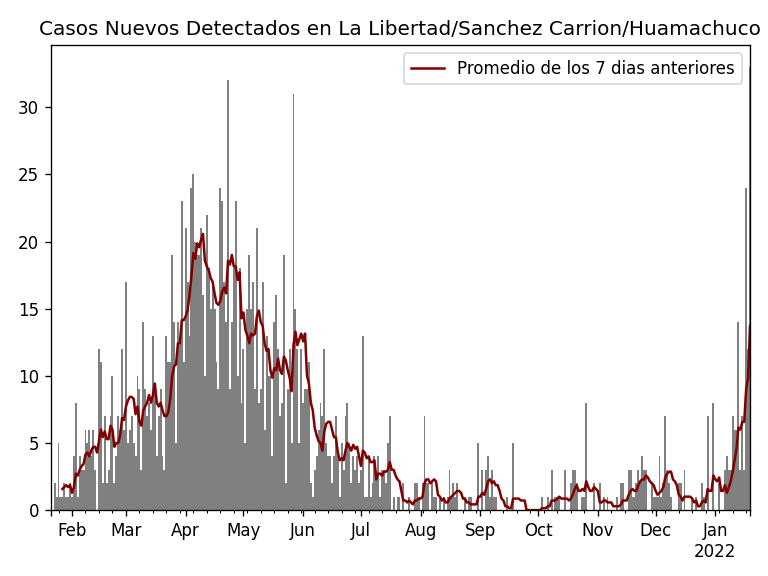 Casos Nuevos Detectados en La Libertad/Sanchez Carrion/Huamachuco
Promedio de los 7 dias anteriores
30
25
20
15
10
5
0
Feb Mar Apr May Jun Jul Aug Sep Oct Nov Dec Jan
2022